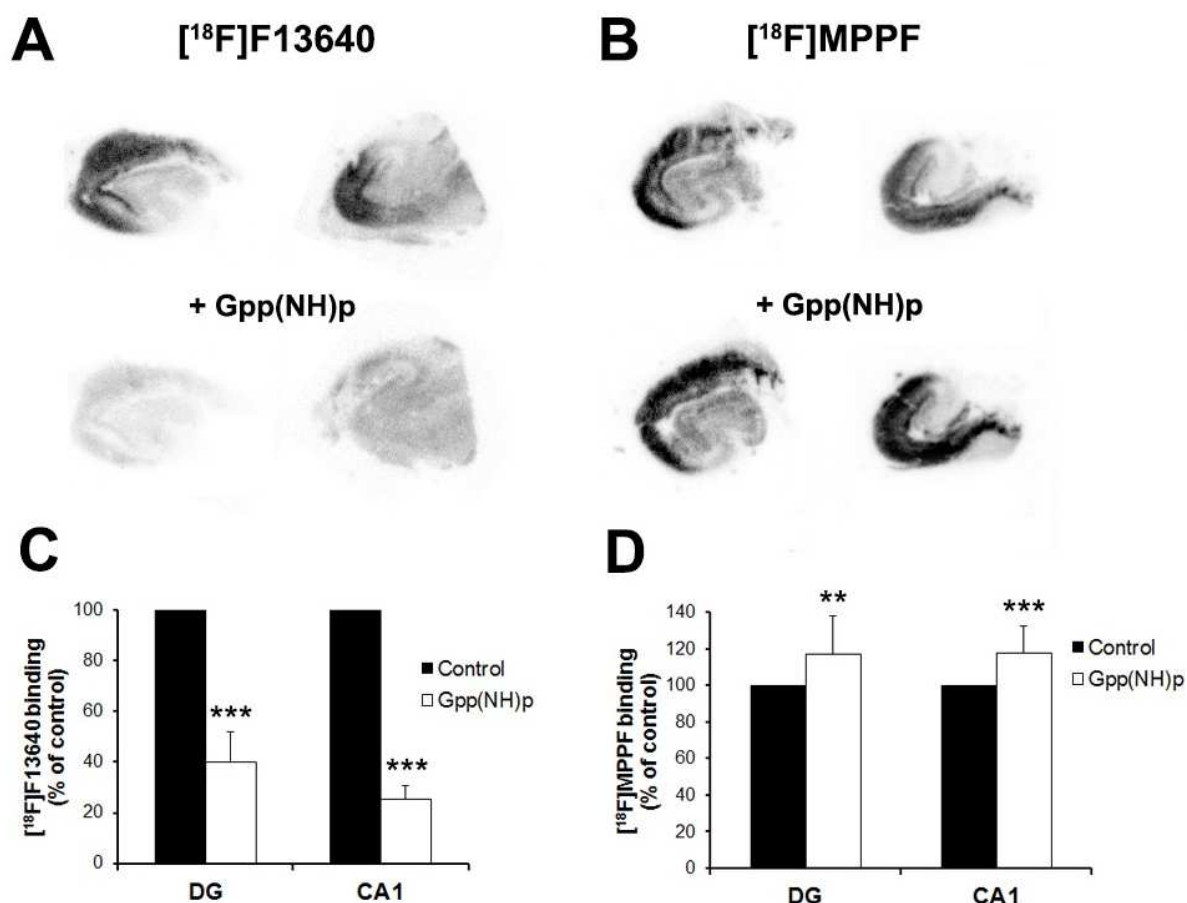 A [¹⁸F]F13640
B [¹⁸F]MPPF
+ Gpp(NH)p
+ Gpp(NH)p
C
[¹⁸F]F13640 binding
(% of control)
100
80
60
40
20
0
***
***
DG
CA1
Control
Gpp(NH)p
D
[¹⁸F]MPPF binding
(% of control)
140
120
100
80
60
40
20
0
**
***
DG
CA1
Control
Gpp(NH)p